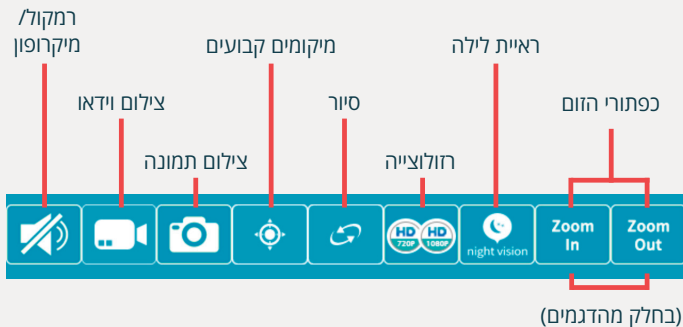 רמקול/
מיקרופון
מיקומים קבועים
ראיית לילה
צילום וידאו
סיור
כפתורי הזום
צילום תמונה
רזולוצייה
HD 720P
HD 1080P
night vision
Zoom In
Zoom Out
(בחלק מהדגמים)